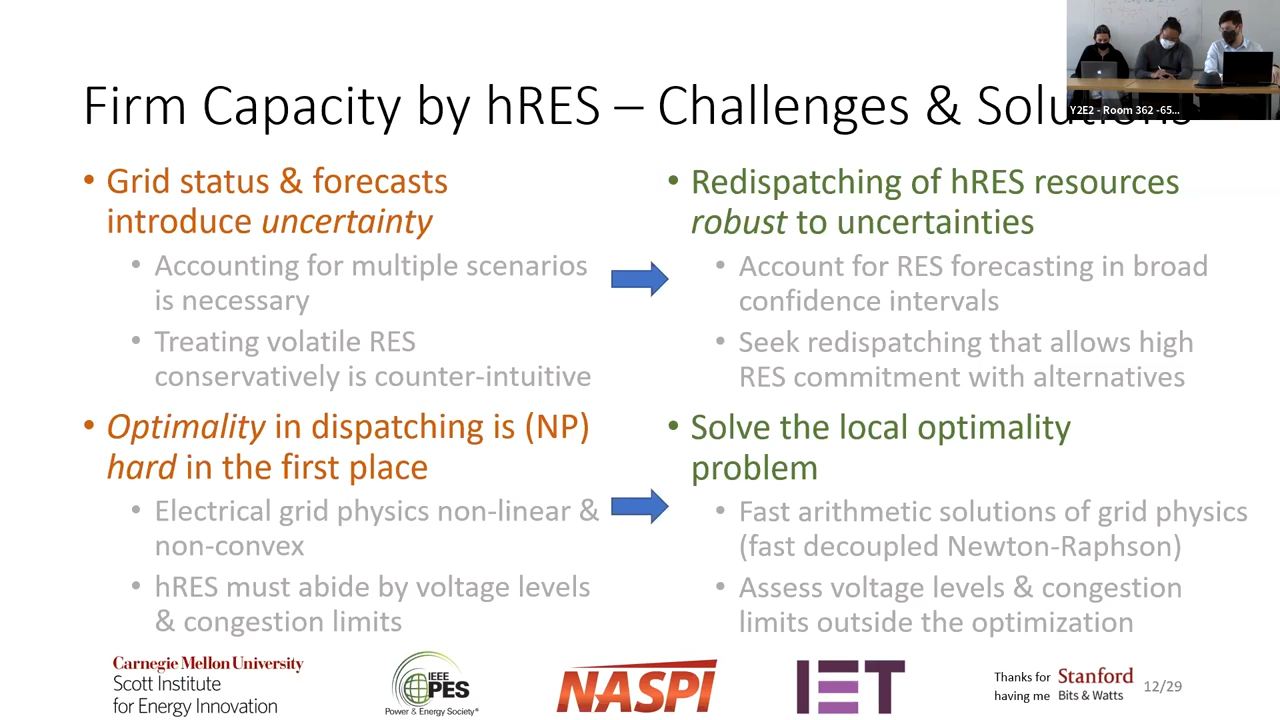 Firm Capacity by hRES – Challenges & Solutions
Y2E2 - Room 362 -65...
• Grid status & forecasts
introduce uncertainty
• Accounting for multiple scenarios
is necessary
• Treating volatile RES
conservatively is counter-intuitive
• Optimality in dispatching is (NP)
hard in the first place
• Electrical grid physics non-linear &
non-convex
• hRES must abide by voltage levels
& congestion limits
• Redispatching of hRES resources
robust to uncertainties
• Account for RES forecasting in broad
confidence intervals
• Seek redispatching that allows high
RES commitment with alternatives
• Solve the local optimality
problem
• Fast arithmetic solutions of grid physics
(fast decoupled Newton-Raphson)
• Assess voltage levels & congestion
limits outside the optimization
Carnegie Mellon University
Scott Institute
for Energy Innovation
IEEE
PES
Power & Energy Society®
NASPI
IET
Thanks for
having me
Stanford
Bits & Watts
12/29